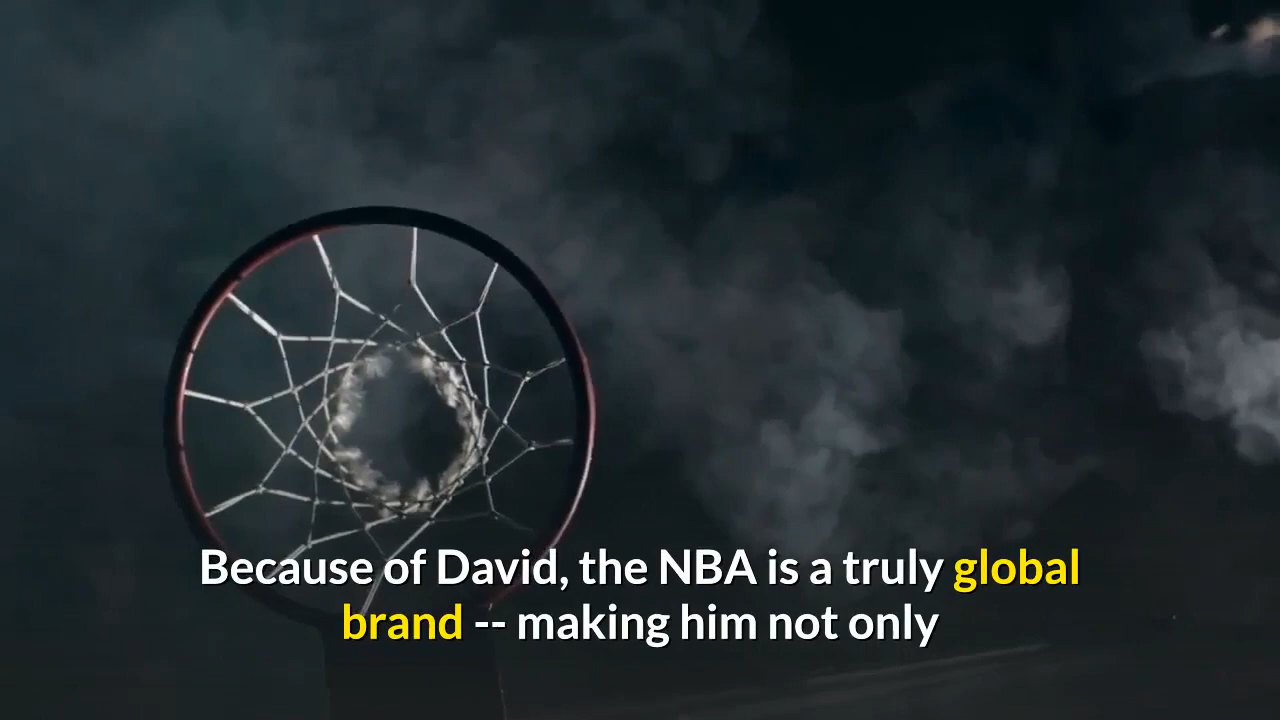 Because of David, the NBA is a truly global
brand -- making him not only